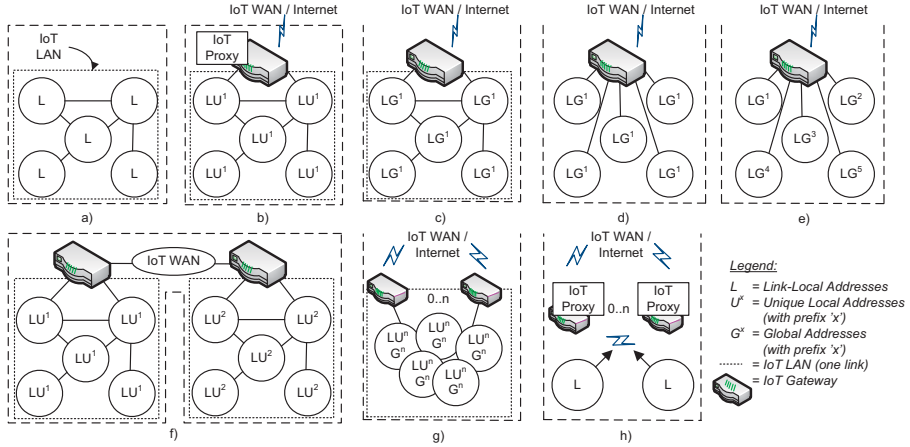 IoT WAN / Internet
IoT WAN / Internet
IoT WAN / Internet
IoT WAN / Internet
IoT
LAN
IoT
Proxy
L
L
L
L
L
LU¹
LU¹
LU¹
LU¹
LU¹
LG¹
LG¹
LG¹
LG¹
LG¹
LG¹
LG¹
LG¹
LG¹
LG¹
LG¹
LG²
LG³
LG⁴
LG⁵
a)
b)
c)
d)
e)
IoT WAN
LU¹
LU¹
LU¹
LU¹
LU¹
LU²
LU²
LU²
LU²
LU²
f)
IoT WAN /
Internet
0..n
LUⁿ
Gⁿ
LUⁿ
Gⁿ
LUⁿ
Gⁿ
LUⁿ
Gⁿ
LUⁿ
Gⁿ
g)
IoT WAN /
Internet
IoT
Proxy
0..n
IoT
Proxy
L
L
h)
Legend:
L = Link-Local Addresses
Uˣ = Unique Local Addresses
(with prefix 'x')
Gˣ = Global Addresses
(with prefix 'x')
= IoT LAN (one link)
= IoT Gateway